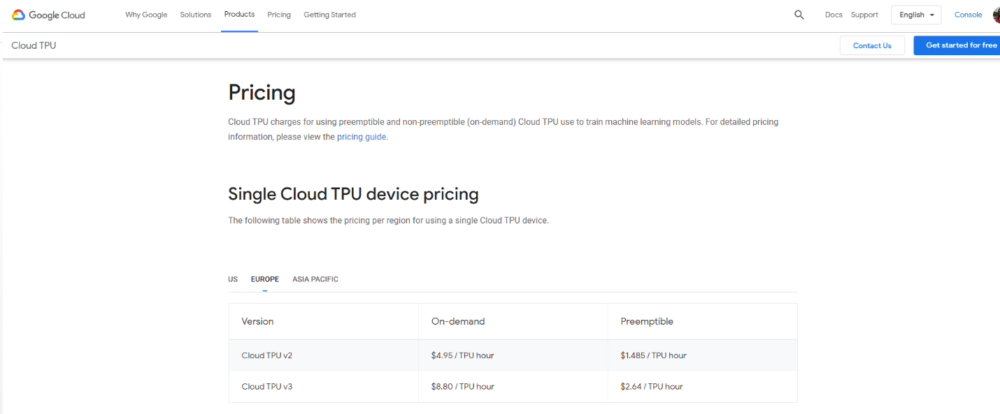 Google Cloud Why Google Solutions Products Pricing Getting Started Docs Support English Console
Cloud TPU Contact Us Get started for free
Pricing
Cloud TPU charges for using preemptible and non-preemptible (on-demand) Cloud TPU use to train machine learning models. For detailed pricing
information, please view the pricing guide.
Single Cloud TPU device pricing
The following table shows the pricing per region for using a single Cloud TPU device.
US EUROPE ASIA PACIFIC
Version On-demand Preemptible
Cloud TPU v2 $4.95 / TPU hour $1.485 / TPU hour
Cloud TPU v3 $8.80 / TPU hour $2.64 / TPU hour